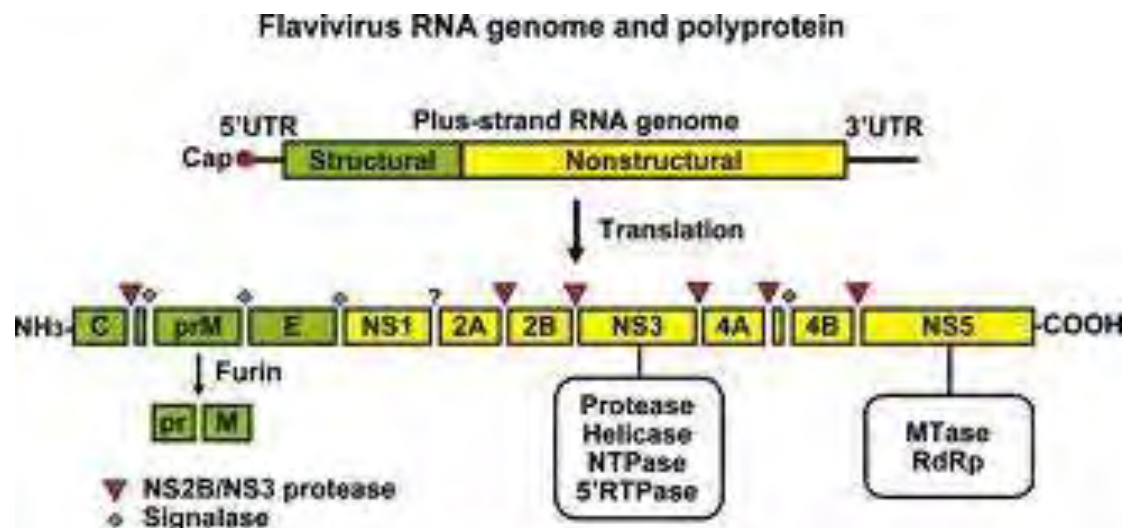 Flavivirus RNA genome and polyprotein
5'UTR Plus-strand RNA genome 3'UTR
Cap Structural Nonstructural
Translation
?
NH3- C prM E NS1 2A 2B NS3 4A 4B NS5 -COOH
Furin
pr M
Protease
Helicase
NTPase
5'RTPase
MTase
RdRp
NS2B/NS3 protease
Signalase